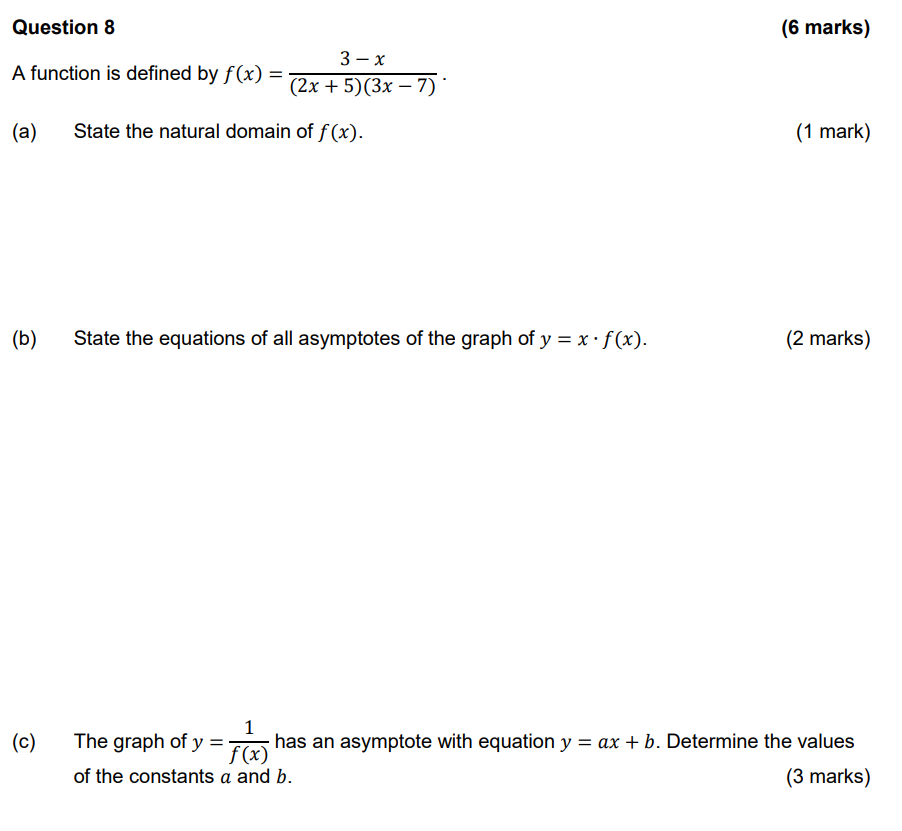 Question 8 (6 marks)
A function is defined by f(x) = (3 − x) / ((2x + 5)(3x − 7)) .
(a) State the natural domain of f(x). (1 mark)
(b) State the equations of all asymptotes of the graph of y = x · f(x). (2 marks)
(c) The graph of y = 1 / f(x) has an asymptote with equation y = ax + b. Determine the values
of the constants a and b. (3 marks)